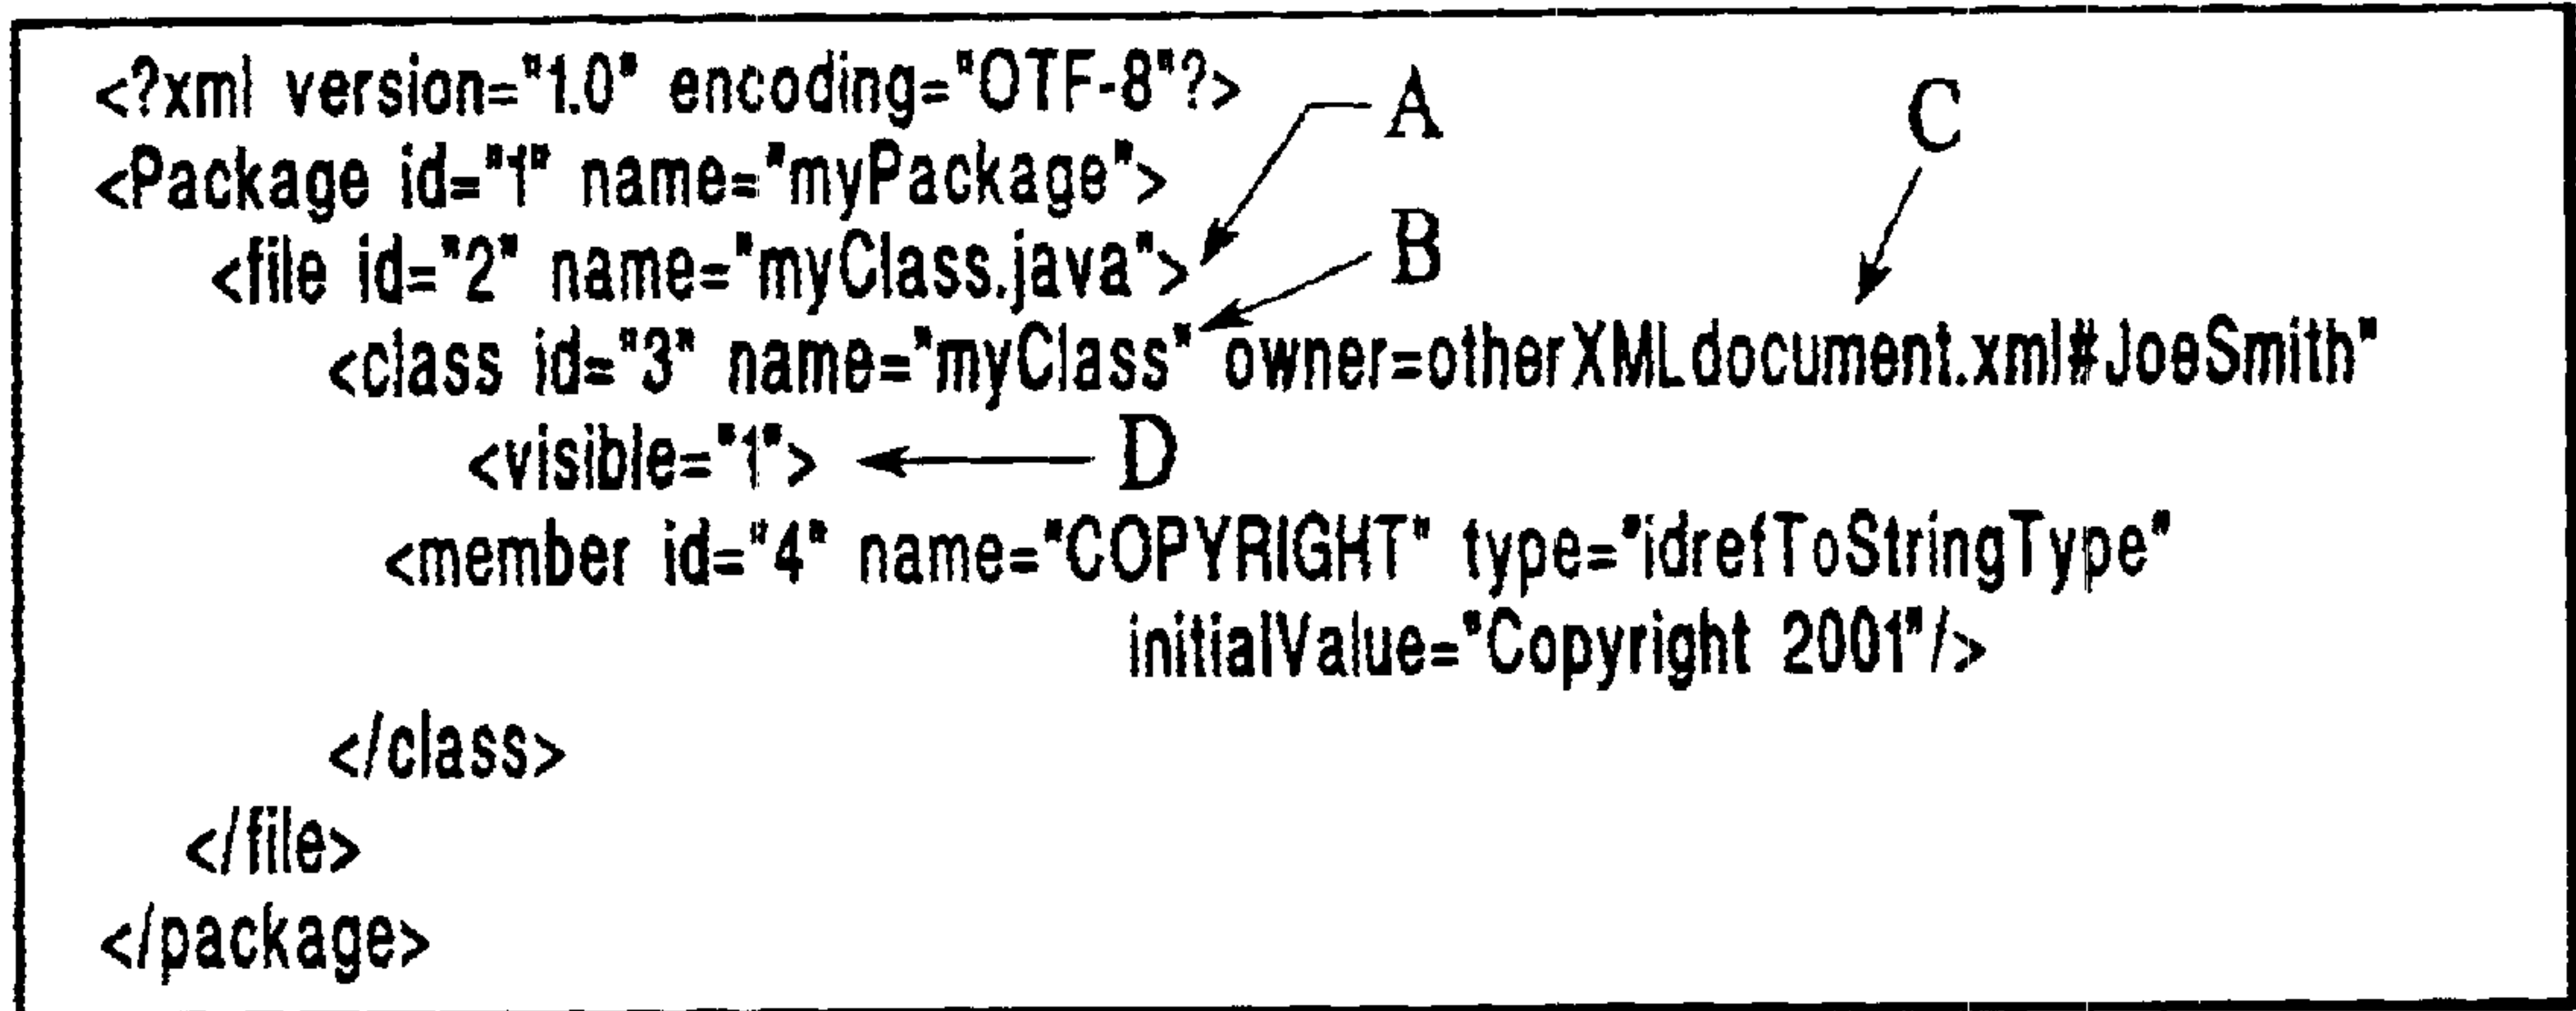 <?xml version="1.0" encoding="OTF-8"?> A C
<Package id="1" name="myPackage">
<file id="2" name="myClass.java"> B
<class id="3" name="myClass" owner=otherXMLdocument.xml#JoeSmith"
<visible="1"> D
<member id="4" name="COPYRIGHT" type="idrefToStringType"
initialValue="Copyright 2001"/>
</class>
</file>
</package>